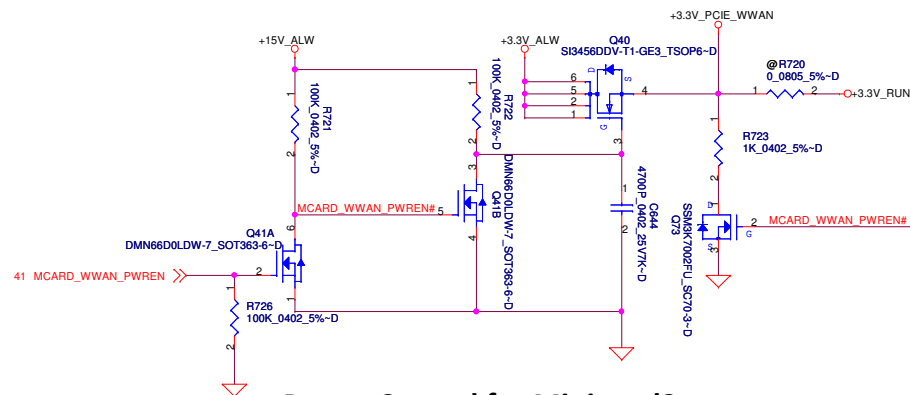 +3.3V_PCIE_WWAN
+15V_ALW
+3.3V_ALW
Q40
SI3456DDV-T1-GE3_TSOP6~D
@R720
0_0805_5%~D
+3.3V_RUN
1
2
R721
100K_0402_5%~D
1
2
R722
100K_0402_5%~D
1
2
6
5
2
1
D
S
G
4
3
R723
1K_0402_5%~D
1
2
MCARD_WWAN_PWREN#
5
3
4
DMN66D0LDW-7_SOT363-6~D
Q41B
4700P_0402_25V7K~D
C644
1
2
SSM3K7002FU_SC70-3~D
Q73
D
S
G
1
2
3
MCARD_WWAN_PWREN#
Q41A
DMN66D0LDW-7_SOT363-6~D
6
2
1
41 MCARD_WWAN_PWREN
R726
100K_0402_5%~D
1
2